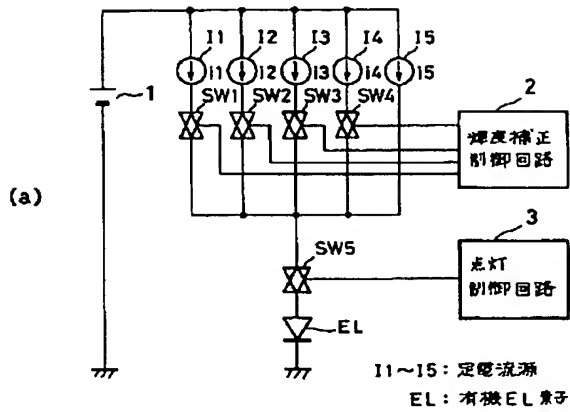 I1 I2 I3 I4 I5
i1 i2 i3 i4 i5
SW1 SW2 SW3 SW4
1
2
輝度補正
制御回路
(a)
3
点灯
制御回路
SW5
EL
I1～I5：定電流源
EL：有機EL素子